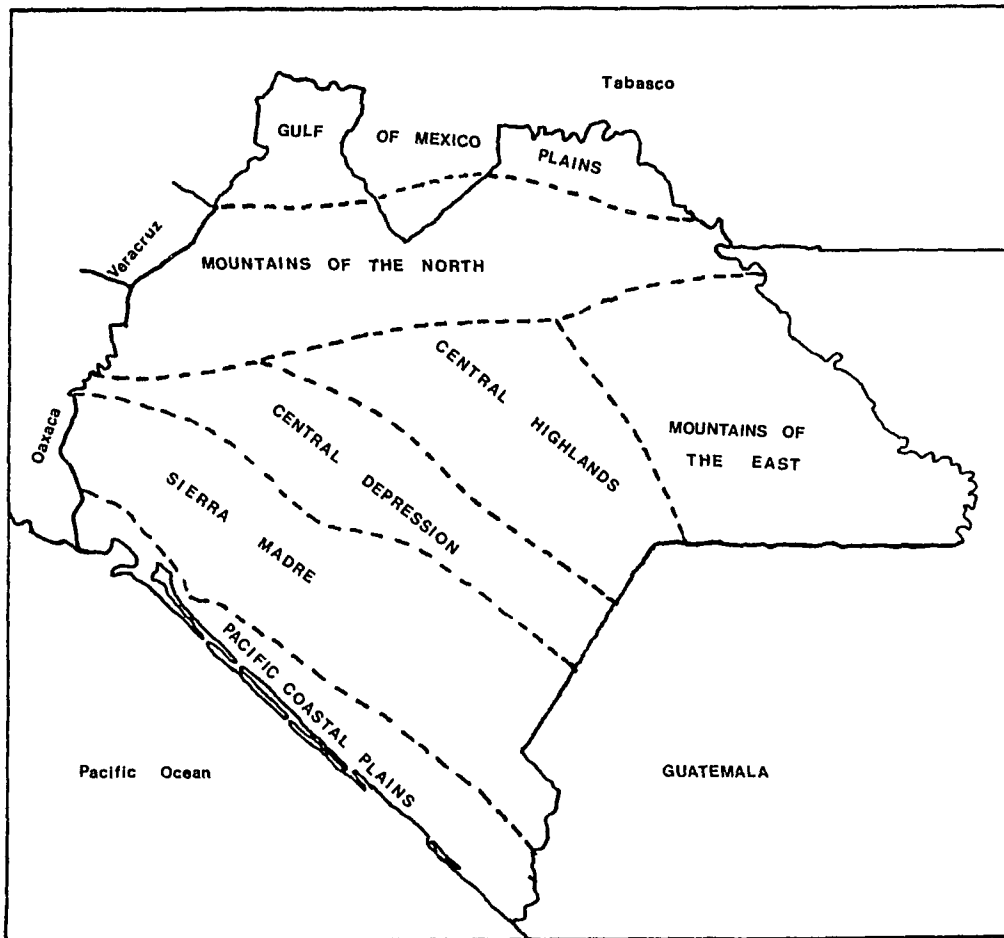 Tabasco
GULF OF MEXICO PLAINS
Veracruz
MOUNTAINS OF THE NORTH
CENTRAL HIGHLANDS
Oaxaca
CENTRAL DEPRESSION
MOUNTAINS OF
THE EAST
SIERRA MADRE
PACIFIC COASTAL PLAINS
Pacific Ocean
GUATEMALA